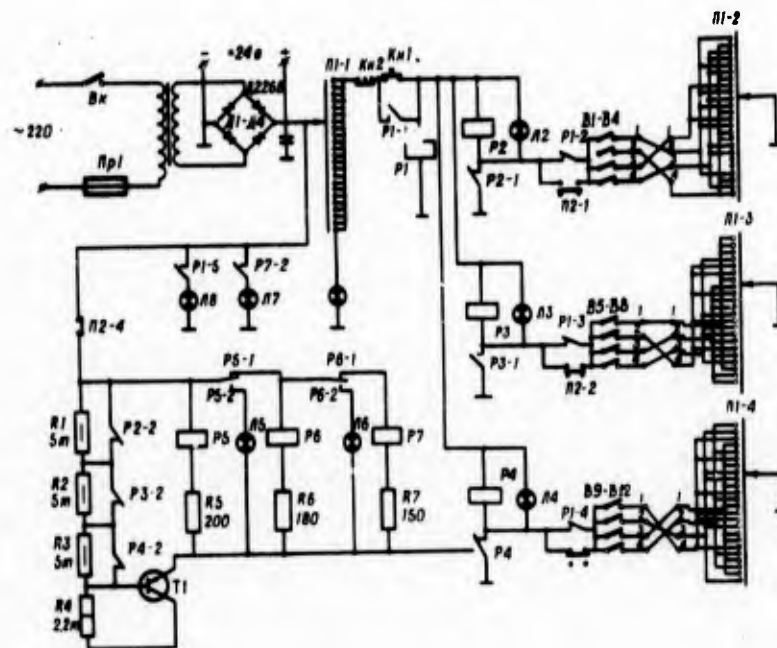 П1-2
- +24в +
П1-1
Кн2
Кн1
Вк
Д1-Д4
~220
Пр1
Р1
Р2
Л2
Р1-2
В1-В4
Р2-1
П2-1
П1-3
Р1-5
Р7-2
Л8
Л7
П2-4
Р3
Л3
Р1-3
В5-В8
Р3-1
П2-2
П1-4
Р5-1
Р5-2
Р6-1
Р6-2
R1
5т
Р2-2
Р5
Л5
Р6
Л6
Р7
R2
5т
Р3-2
R5
200
R6
180
R7
150
Р4
Л4
Р1-4
В9-В12
R3
5т
Р4-2
Р4
Т1
R4
2,2т